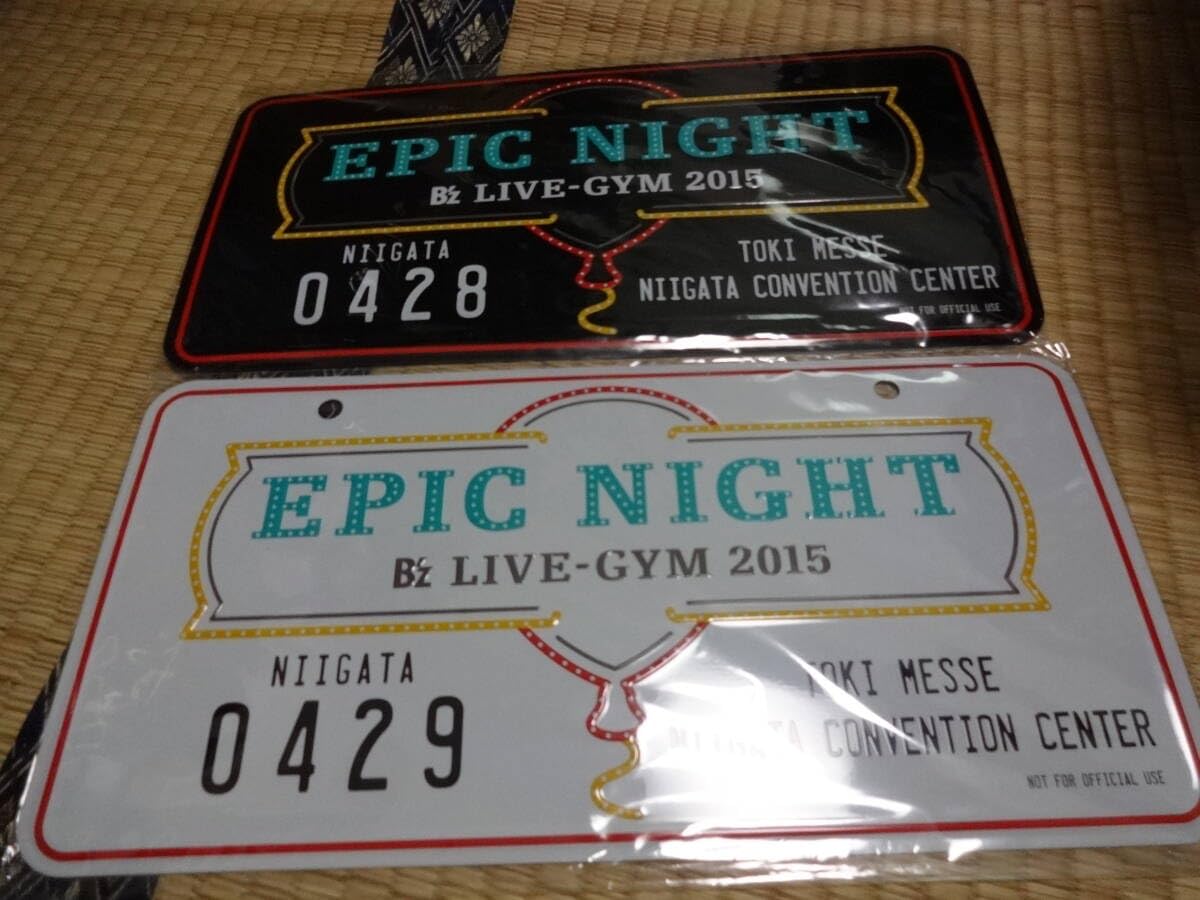 EPIC NIGHT
B'z LIVE-GYM 2015
NIIGATA
0428
TOKI MESSE
NIIGATA CONVENTION CENTER
NOT FOR OFFICIAL USE
EPIC NIGHT
B'z LIVE-GYM 2015
NIIGATA
0429
TOKI MESSE
NIIGATA CONVENTION CENTER
NOT FOR OFFICIAL USE